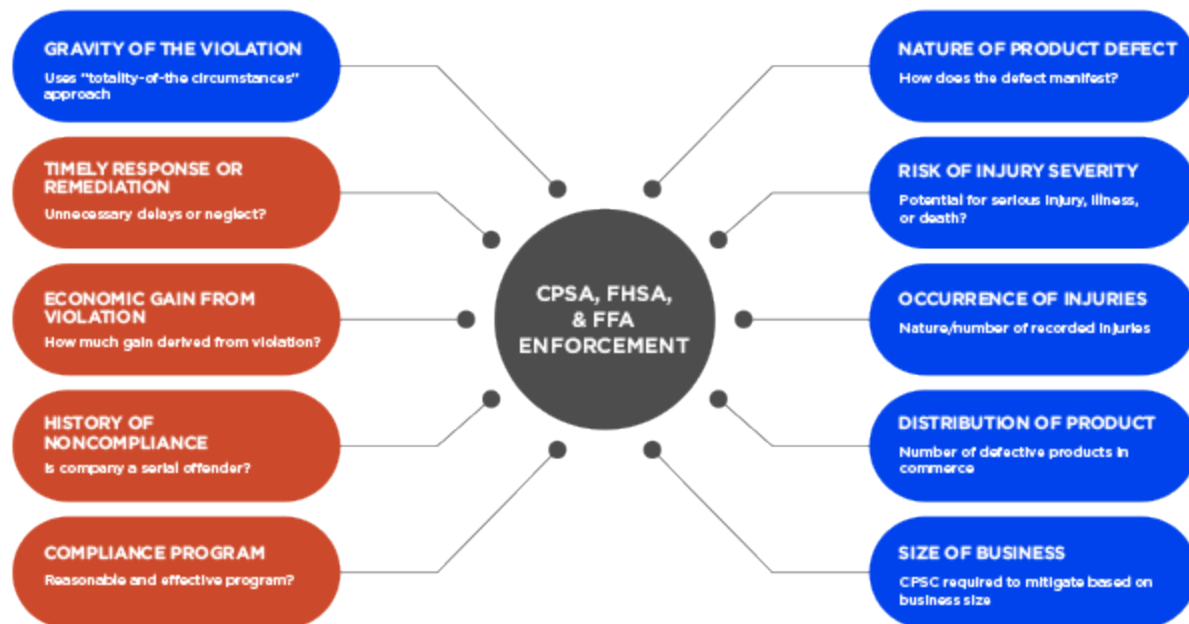 GRAVITY OF THE VIOLATION
Uses "totality-of-the circumstances"
approach
TIMELY RESPONSE OR
REMEDIATION
Unnecessary delays or neglect?
ECONOMIC GAIN FROM
VIOLATION
How much gain derived from violation?
HISTORY OF
NONCOMPLIANCE
Is company a serial offender?
COMPLIANCE PROGRAM
Reasonable and effective program?
CPSA, FHSA,
& FFA
ENFORCEMENT
NATURE OF PRODUCT DEFECT
How does the defect manifest?
RISK OF INJURY SEVERITY
Potential for serious injury, illness,
or death?
OCCURRENCE OF INJURIES
Nature/number of recorded injuries
DISTRIBUTION OF PRODUCT
Number of defective products in
commerce
SIZE OF BUSINESS
CPSC required to mitigate based on
business size